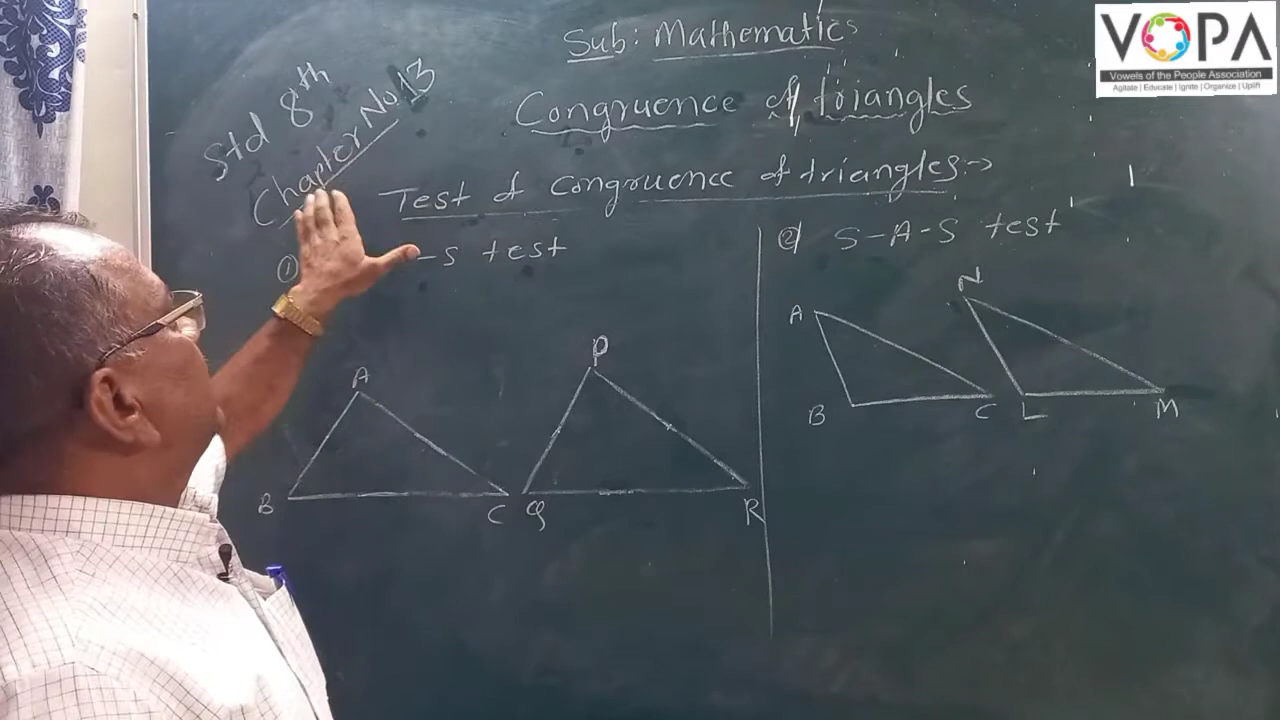 Sub: Mathematics
Std 8th
Chapter No 13
Congruence of triangles
Test of congruence of triangles:->
① -S test
② S-A-S test
A
B
C
P
Q
R
A
B
C
N
L
M
VOPA
Vowels of the People Association
Agitate | Educate | Ignite | Organize | Uplift